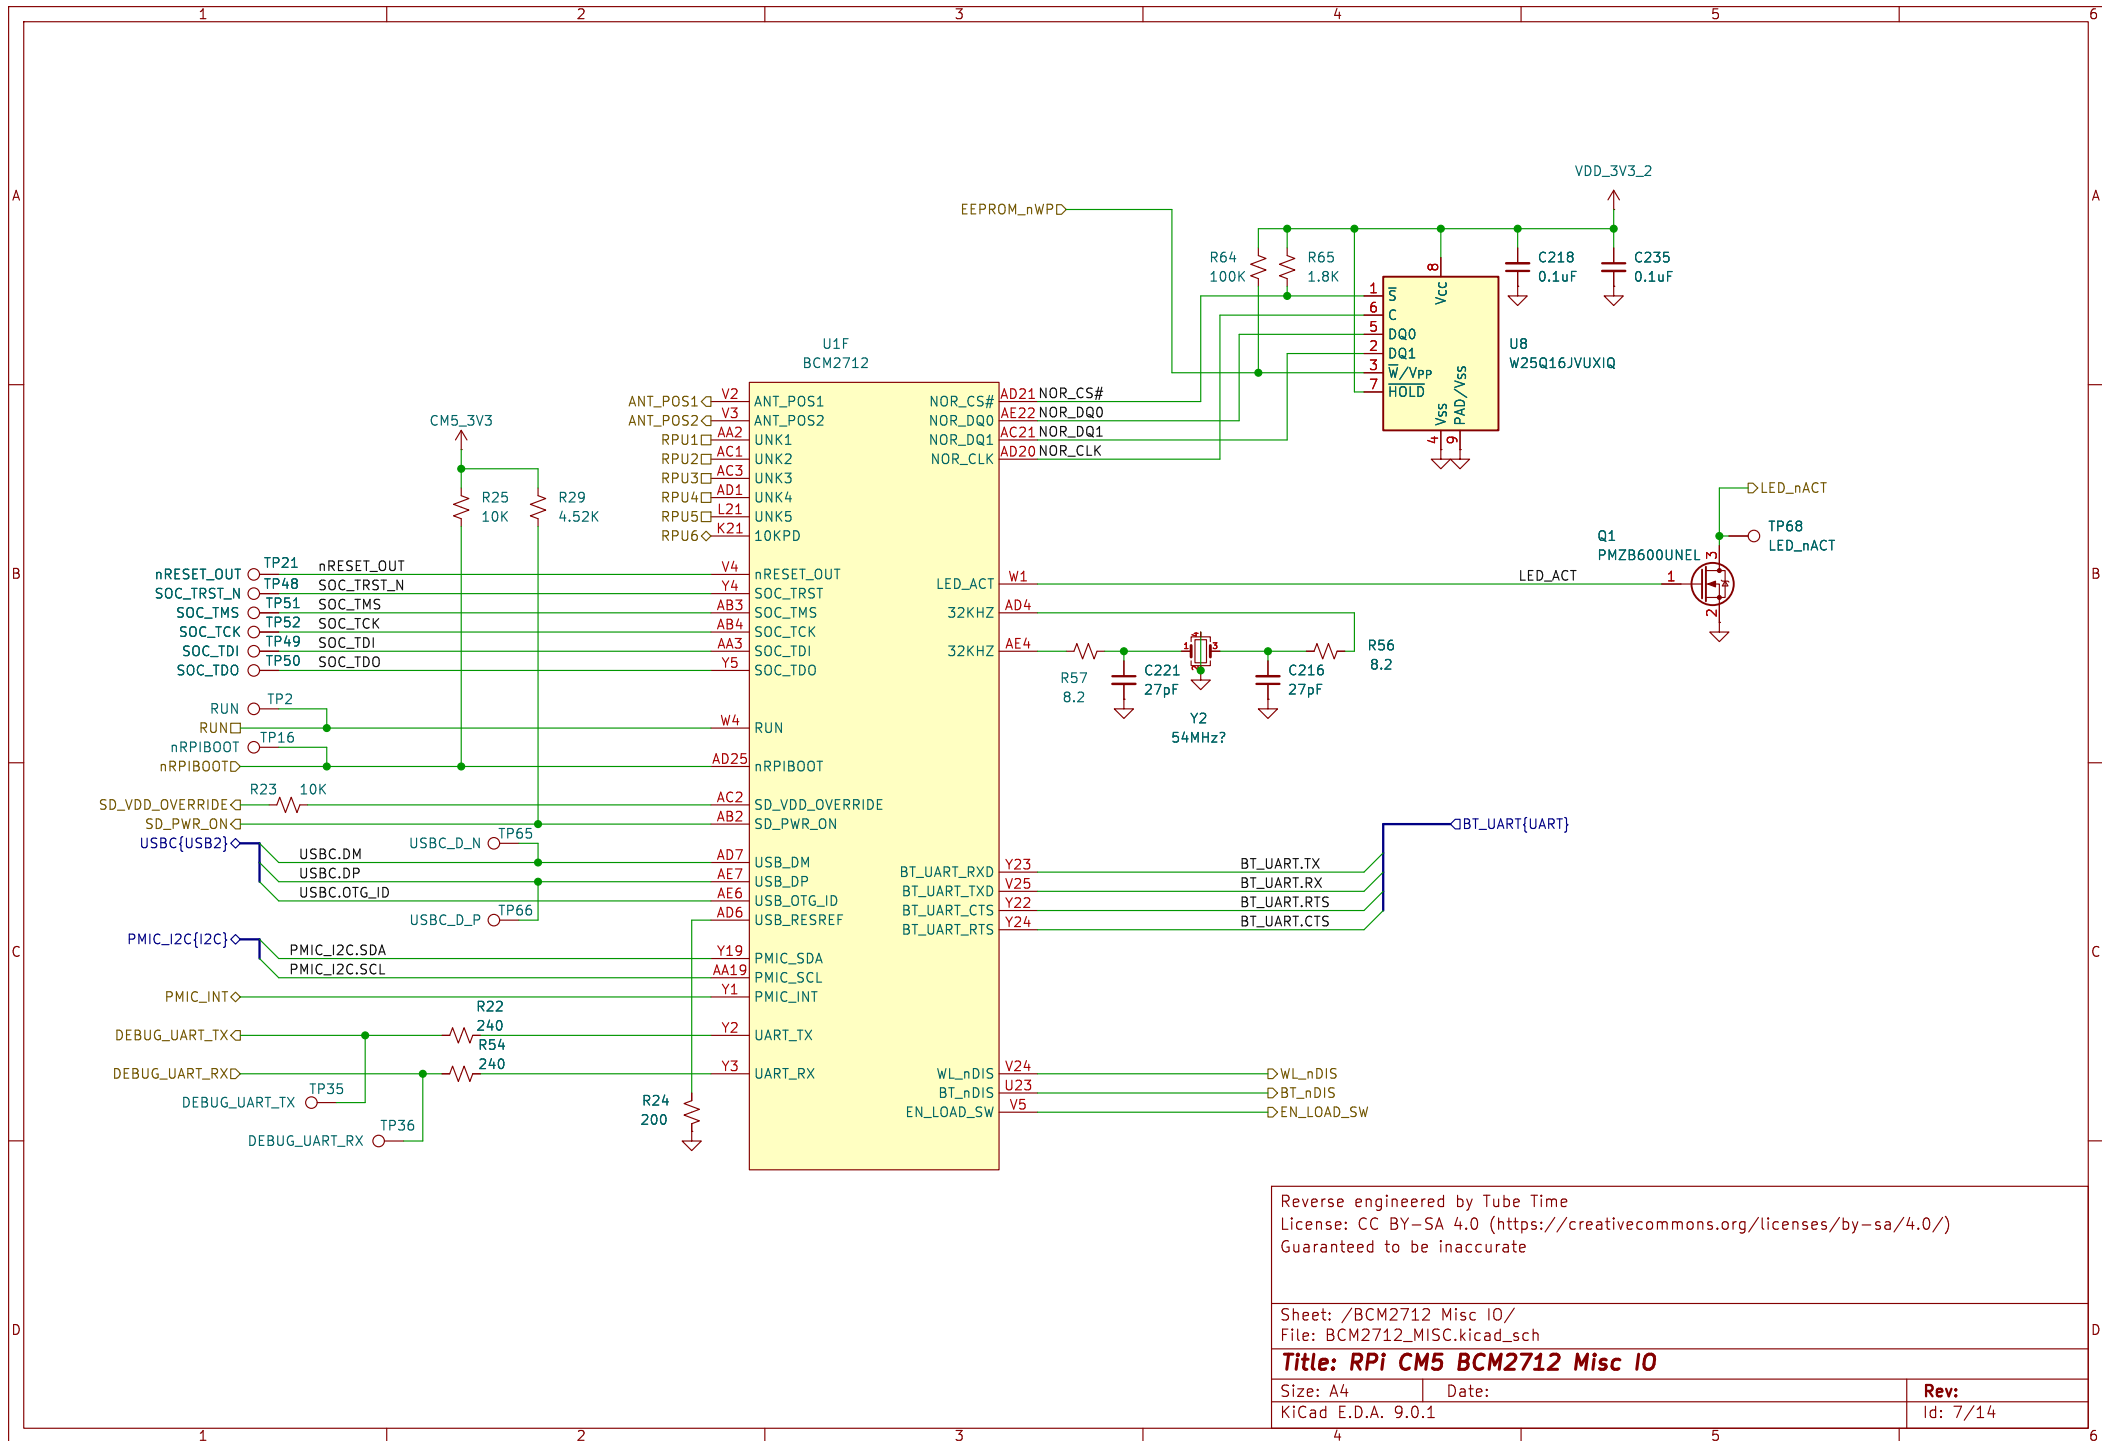 1 2 3 4 5 6
A A
B B
C C
D D
VDD_3V3_2
EEPROM_nWP
R64
100K
R65
1.8K
C218
0.1uF
C235
0.1uF
8
Vcc
1 S
6 C
5 DQ0
2 DQ1
3 W/VPP
7 HOLD
Vss
PAD/Vss
4
9
U8
W25Q16JVUXIQ
U1F
BCM2712
ANT_POS1 V2 ANT_POS1
ANT_POS2 V3 ANT_POS2
RPU1 AA2 UNK1
RPU2 AC1 UNK2
RPU3 AC3 UNK3
RPU4 AD1 UNK4
RPU5 L21 UNK5
RPU6 K21 10KPD
NOR_CS# AD21 NOR_CS#
NOR_DQ0 AE22 NOR_DQ0
NOR_DQ1 AC21 NOR_DQ1
NOR_CLK AD20 NOR_CLK
CM5_3V3
R25
10K
R29
4.52K
nRESET_OUT TP21 nRESET_OUT V4 nRESET_OUT
SOC_TRST_N TP48 SOC_TRST_N Y4 SOC_TRST
SOC_TMS TP51 SOC_TMS AB3 SOC_TMS
SOC_TCK TP52 SOC_TCK AB4 SOC_TCK
SOC_TDI TP49 SOC_TDI AA3 SOC_TDI
SOC_TDO TP50 SOC_TDO Y5 SOC_TDO
LED_nACT
TP68
LED_nACT
Q1
PMZB600UNEL
3
1
2
LED_ACT W1 LED_ACT
32KHZ AD4
32KHZ AE4
R57
8.2
C221
27pF
1
3
Y2
54MHz?
C216
27pF
R56
8.2
RUN TP2
RUN W4 RUN
nRPIBOOT TP16
nRPIBOOT AD25 nRPIBOOT
R23 10K
SD_VDD_OVERRIDE AC2 SD_VDD_OVERRIDE
SD_PWR_ON AB2 SD_PWR_ON
USBC{USB2}
USBC_D_N TP65
USBC.DM AD7 USB_DM
USBC.DP AE7 USB_DP
USBC.OTG_ID AE6 USB_OTG_ID
USBC_D_P TP66
AD6 USB_RESREF
PMIC_I2C{I2C}
PMIC_I2C.SDA Y19 PMIC_SDA
PMIC_I2C.SCL AA19 PMIC_SCL
PMIC_INT Y1 PMIC_INT
R22
240
DEBUG_UART_TX Y2 UART_TX
R54
240
DEBUG_UART_RX Y3 UART_RX
TP35
DEBUG_UART_TX
TP36
DEBUG_UART_RX
R24
200
BT_UART{UART}
BT_UART_RXD Y23 BT_UART.TX
BT_UART_TXD V25 BT_UART.RX
BT_UART_CTS Y22 BT_UART.RTS
BT_UART_RTS Y24 BT_UART.CTS
WL_nDIS V24 WL_nDIS
BT_nDIS U23 BT_nDIS
EN_LOAD_SW V5 EN_LOAD_SW
Reverse engineered by Tube Time
License: CC BY-SA 4.0 (https://creativecommons.org/licenses/by-sa/4.0/)
Guaranteed to be inaccurate
Sheet: /BCM2712 Misc IO/
File: BCM2712_MISC.kicad_sch
Title: RPi CM5 BCM2712 Misc IO
Size: A4 Date: Rev:
KiCad E.D.A. 9.0.1 Id: 7/14
1 2 3 4 5 6